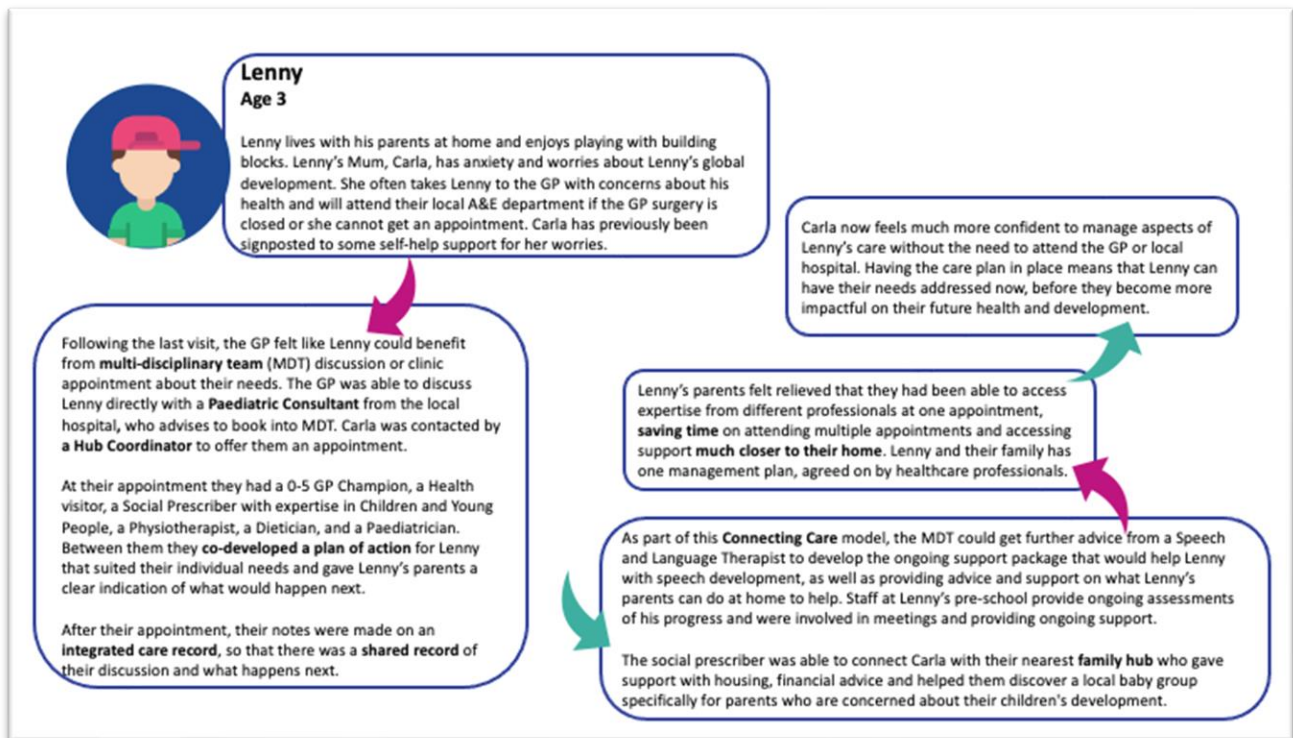 Lenny
Age 3
Lenny lives with his parents at home and enjoys playing with building
blocks. Lenny's Mum, Carla, has anxiety and worries about Lenny's global
development. She often takes Lenny to the GP with concerns about his
health and will attend their local A&E department if the GP surgery is
closed or she cannot get an appointment. Carla has previously been
signposted to some self-help support for her worries.
Following the last visit, the GP felt like Lenny could benefit
from multi-disciplinary team (MDT) discussion or clinic
appointment about their needs. The GP was able to discuss
Lenny directly with a Paediatric Consultant from the local
hospital, who advises to book into MDT. Carla was contacted by
a Hub Coordinator to offer them an appointment.
At their appointment they had a 0-5 GP Champion, a Health
visitor, a Social Prescriber with expertise in Children and Young
People, a Physiotherapist, a Dietician, and a Paediatrician.
Between them they co-developed a plan of action for Lenny
that suited their individual needs and gave Lenny's parents a
clear indication of what would happen next.
After their appointment, their notes were made on an
integrated care record, so that there was a shared record of
their discussion and what happens next.
As part of this Connecting Care model, the MDT could get further advice from a Speech
and Language Therapist to develop the ongoing support package that would help Lenny
with speech development, as well as providing advice and support on what Lenny's
parents can do at home to help. Staff at Lenny's pre-school provide ongoing assessments
of his progress and were involved in meetings and providing ongoing support.
The social prescriber was able to connect Carla with their nearest family hub who gave
support with housing, financial advice and helped them discover a local baby group
specifically for parents who are concerned about their children's development.
Lenny's parents felt relieved that they had been able to access
expertise from different professionals at one appointment,
saving time on attending multiple appointments and accessing
support much closer to their home. Lenny and their family has
one management plan, agreed on by healthcare professionals.
Carla now feels much more confident to manage aspects of
Lenny's care without the need to attend the GP or local
hospital. Having the care plan in place means that Lenny can
have their needs addressed now, before they become more
impactful on their future health and development.